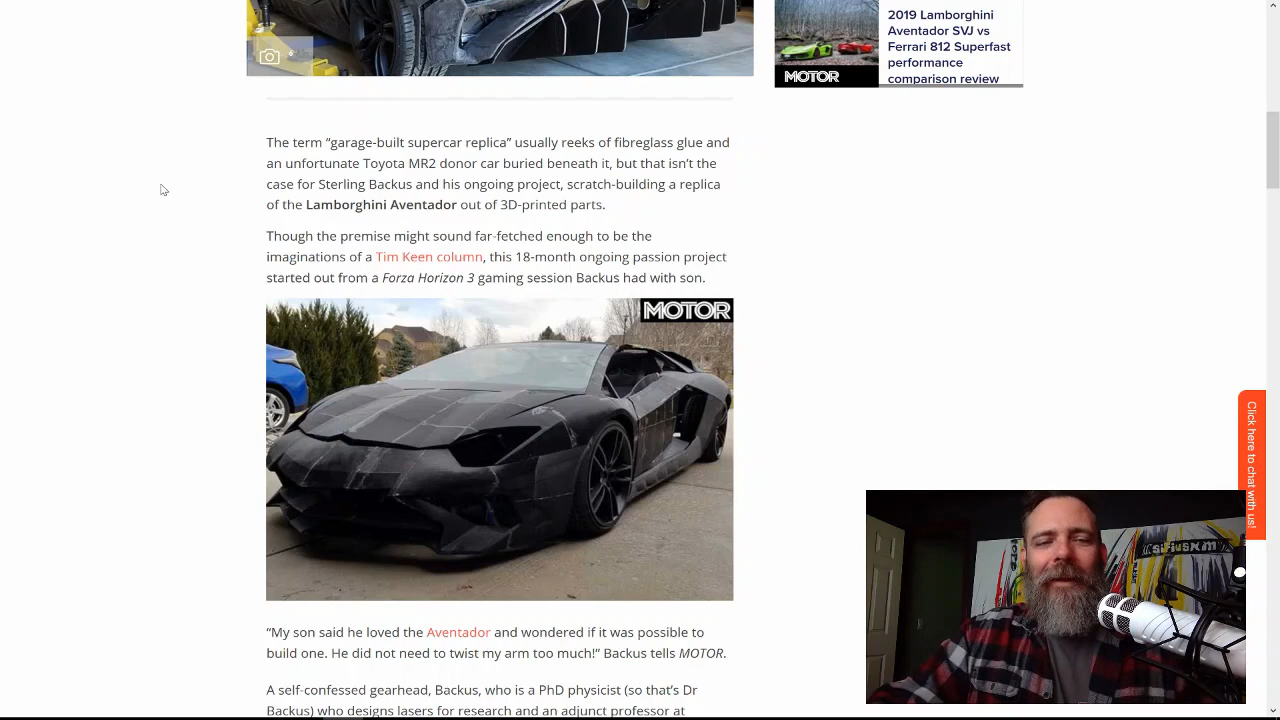 2019 Lamborghini
Aventador SVJ vs
Ferrari 812 Superfast
performance
comparison review
MOTOR
6
The term “garage-built supercar replica” usually reeks of fibreglass glue and
an unfortunate Toyota MR2 donor car buried beneath it, but that isn’t the
case for Sterling Backus and his ongoing project, scratch-building a replica
of the Lamborghini Aventador out of 3D-printed parts.
Though the premise might sound far-fetched enough to be the
imaginations of a Tim Keen column, this 18-month ongoing passion project
started out from a Forza Horizon 3 gaming session Backus had with son.
MOTOR
“My son said he loved the Aventador and wondered if it was possible to
build one. He did not need to twist my arm too much!” Backus tells MOTOR.
A self-confessed gearhead, Backus, who is a PhD physicist (so that’s Dr
Backus) who designs lasers for research and an adjunct professor at
Click here to chat with us!
siriusxm